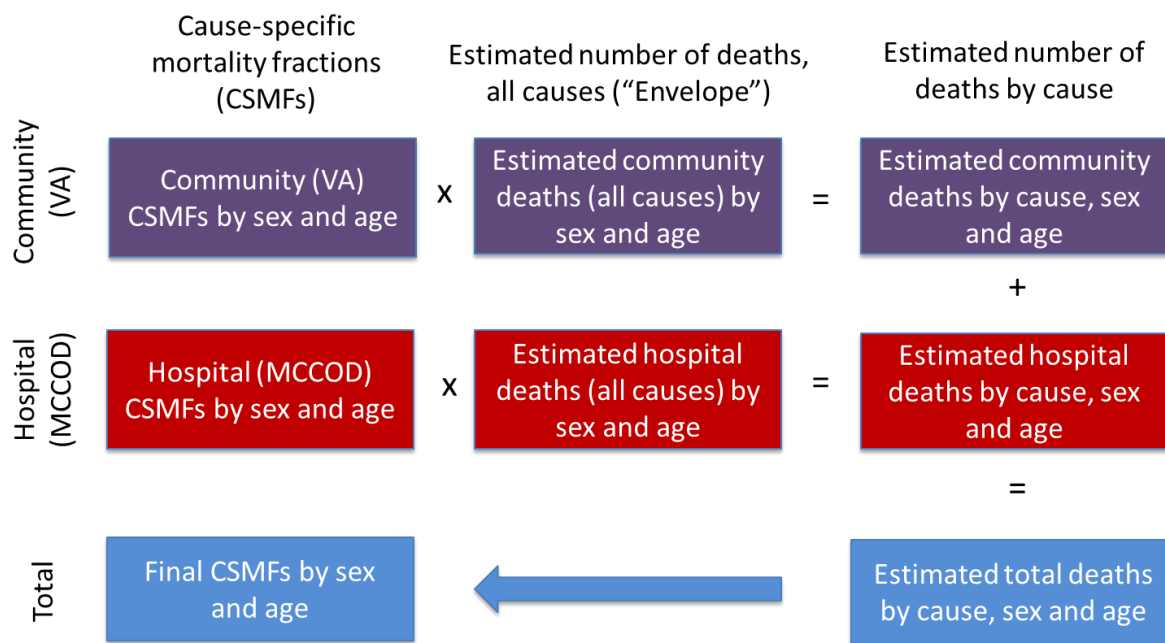 Cause-specific
mortality fractions
(CSMFs)
Estimated number of deaths,
all causes (“Envelope”)
Estimated number of
deaths by cause
Community
(VA)
Community (VA)
CSMFs by sex and age
x
Estimated community
deaths (all causes) by
sex and age
=
Estimated community
deaths by cause, sex
and age
+
Hospital
(MCCOD)
Hospital (MCCOD)
CSMFs by sex and age
x
Estimated hospital
deaths (all causes) by
sex and age
=
Estimated hospital
deaths by cause, sex
and age
=
Total
Final CSMFs by sex
and age
Estimated total deaths
by cause, sex and age